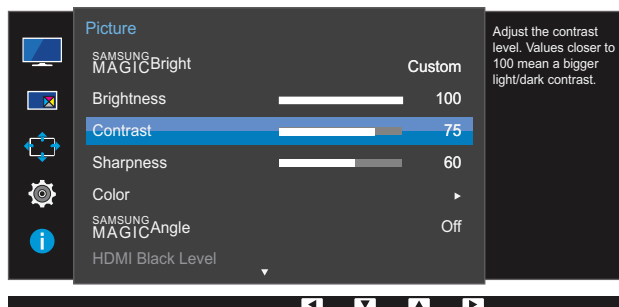 Picture
SAMSUNG
MAGICBright Custom
Brightness 100
Contrast 75
Sharpness 60
Color
SAMSUNG
MAGICAngle Off
HDMI Black Level
Adjust the contrast
level. Values closer to
100 mean a bigger
light/dark contrast.